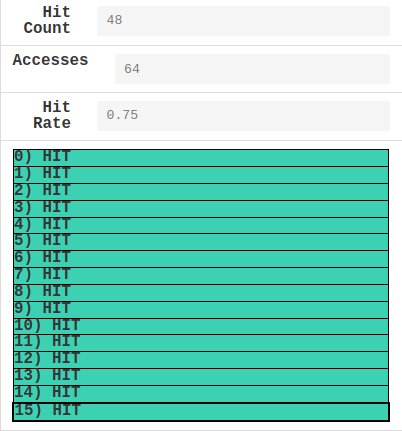 Hit Count
48
Accesses
64
Hit Rate
0.75
0) HIT
1) HIT
2) HIT
3) HIT
4) HIT
5) HIT
6) HIT
7) HIT
8) HIT
9) HIT
10) HIT
11) HIT
12) HIT
13) HIT
14) HIT
15) HIT